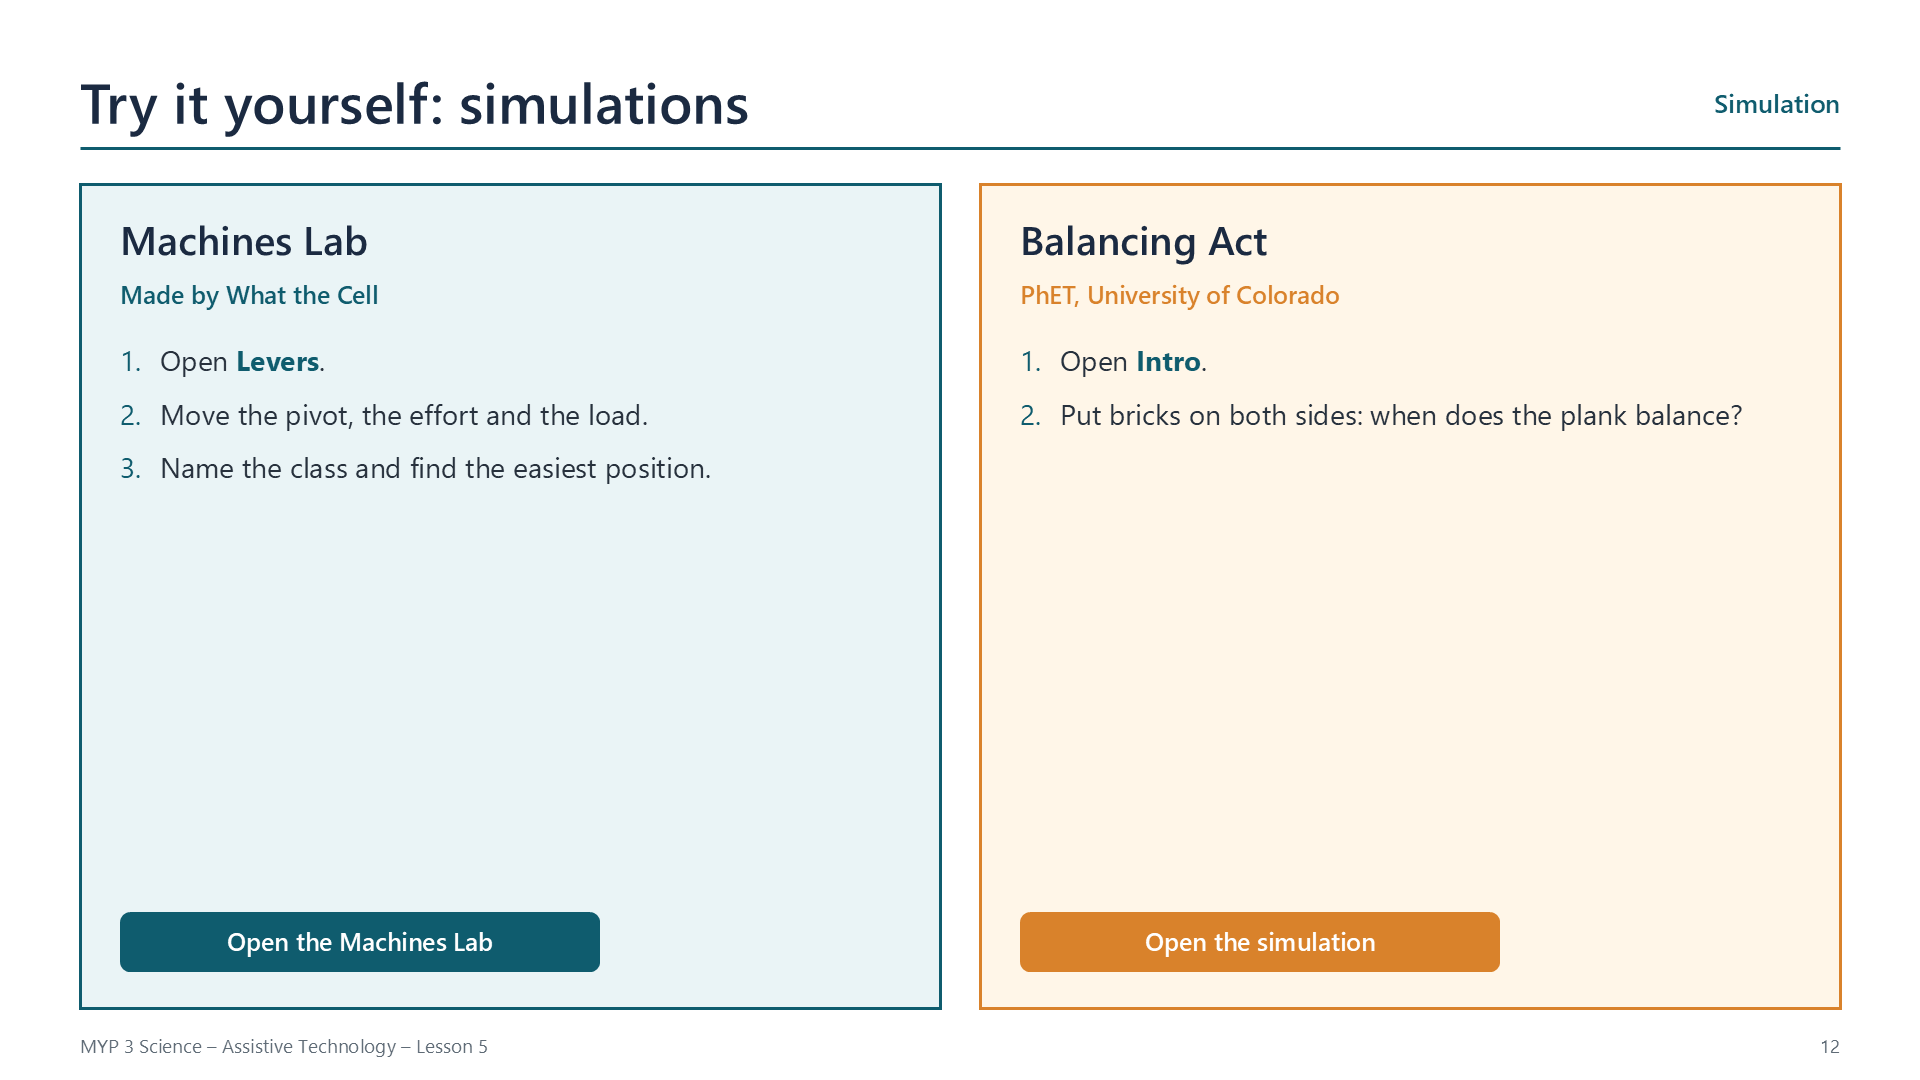 Try it yourself: simulations
Simulation
Machines Lab
Made by What the Cell
1. Open Levers.
2. Move the pivot, the effort and the load.
3. Name the class and find the easiest position.
Open the Machines Lab
Balancing Act
PhET, University of Colorado
1. Open Intro.
2. Put bricks on both sides: when does the plank balance?
Open the simulation
MYP 3 Science – Assistive Technology – Lesson 5
12